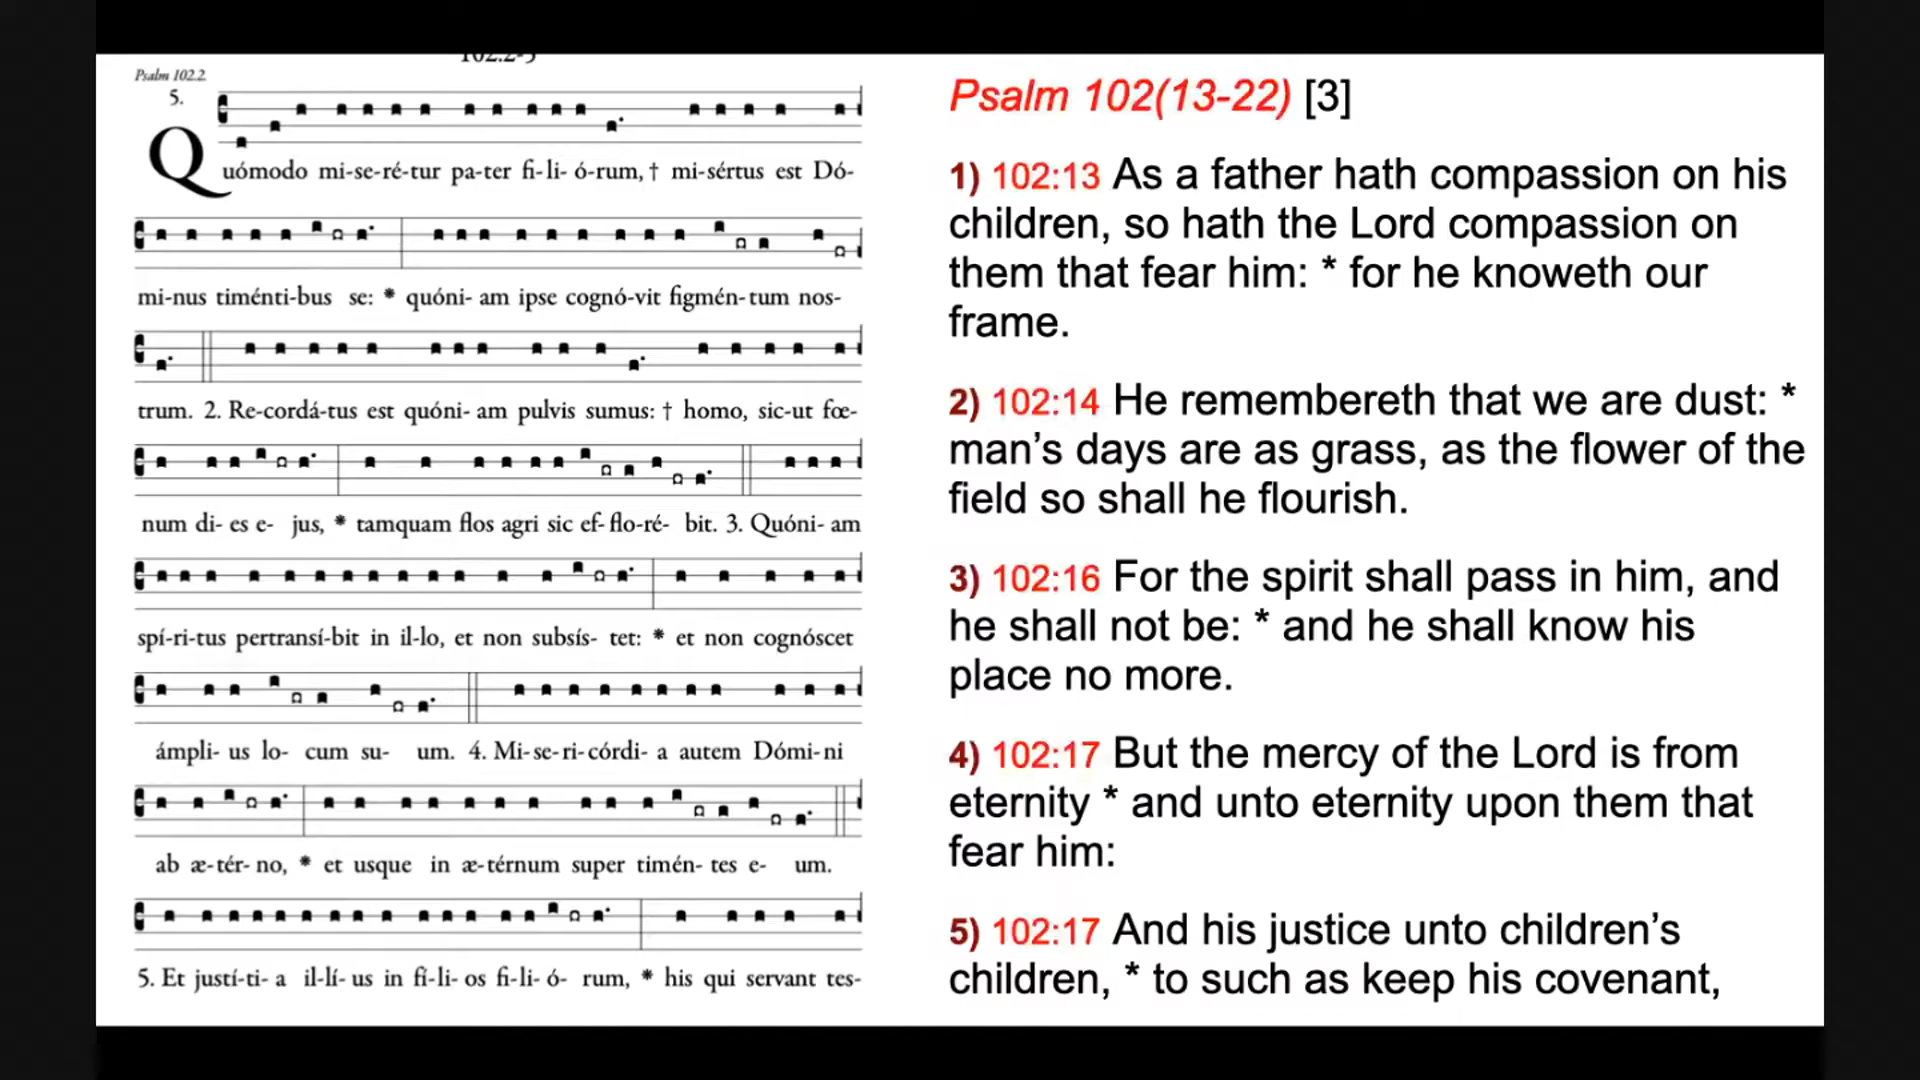 102.2-5
Psalm 102.2
5.
Quómodo mi-se-ré-tur pa-ter fi-li- ó-rum, † mi-sértus est Dó-
mi-nus timénti-bus se: * quóni- am ipse cognó-vit figmén-tum nos-
trum. 2. Re-cordá-tus est quóni- am pulvis sumus: † homo, sic-ut fœ-
num di- es e- jus, * tamquam flos agri sic ef- flo-ré- bit. 3. Quóni- am
spí-ri-tus pertransí-bit in il-lo, et non subsís- tet: * et non cognóscet
ámpli- us lo- cum su- um. 4. Mi-se-ri-córdi- a autem Dómi-ni
ab æ-tér- no, * et usque in æ-térnum super timén- tes e- um.
5. Et justí-ti- a il-lí- us in fí-li- os fi-li- ó- rum, * his qui servant tes-
Psalm 102(13-22) [3]
1) 102:13 As a father hath compassion on his
children, so hath the Lord compassion on
them that fear him: * for he knoweth our
frame.
2) 102:14 He remembereth that we are dust: *
man’s days are as grass, as the flower of the
field so shall he flourish.
3) 102:16 For the spirit shall pass in him, and
he shall not be: * and he shall know his
place no more.
4) 102:17 But the mercy of the Lord is from
eternity * and unto eternity upon them that
fear him:
5) 102:17 And his justice unto children’s
children, * to such as keep his covenant,